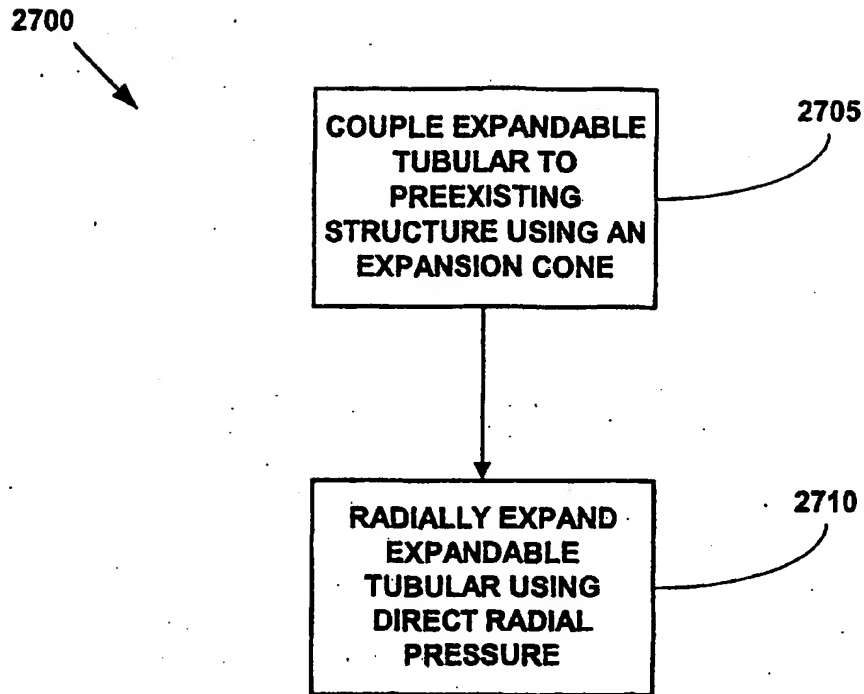 2700
COUPLE EXPANDABLE
TUBULAR TO
PREEXISTING
STRUCTURE USING AN
EXPANSION CONE
2705
RADIALLY EXPAND
EXPANDABLE
TUBULAR USING
DIRECT RADIAL
PRESSURE
2710